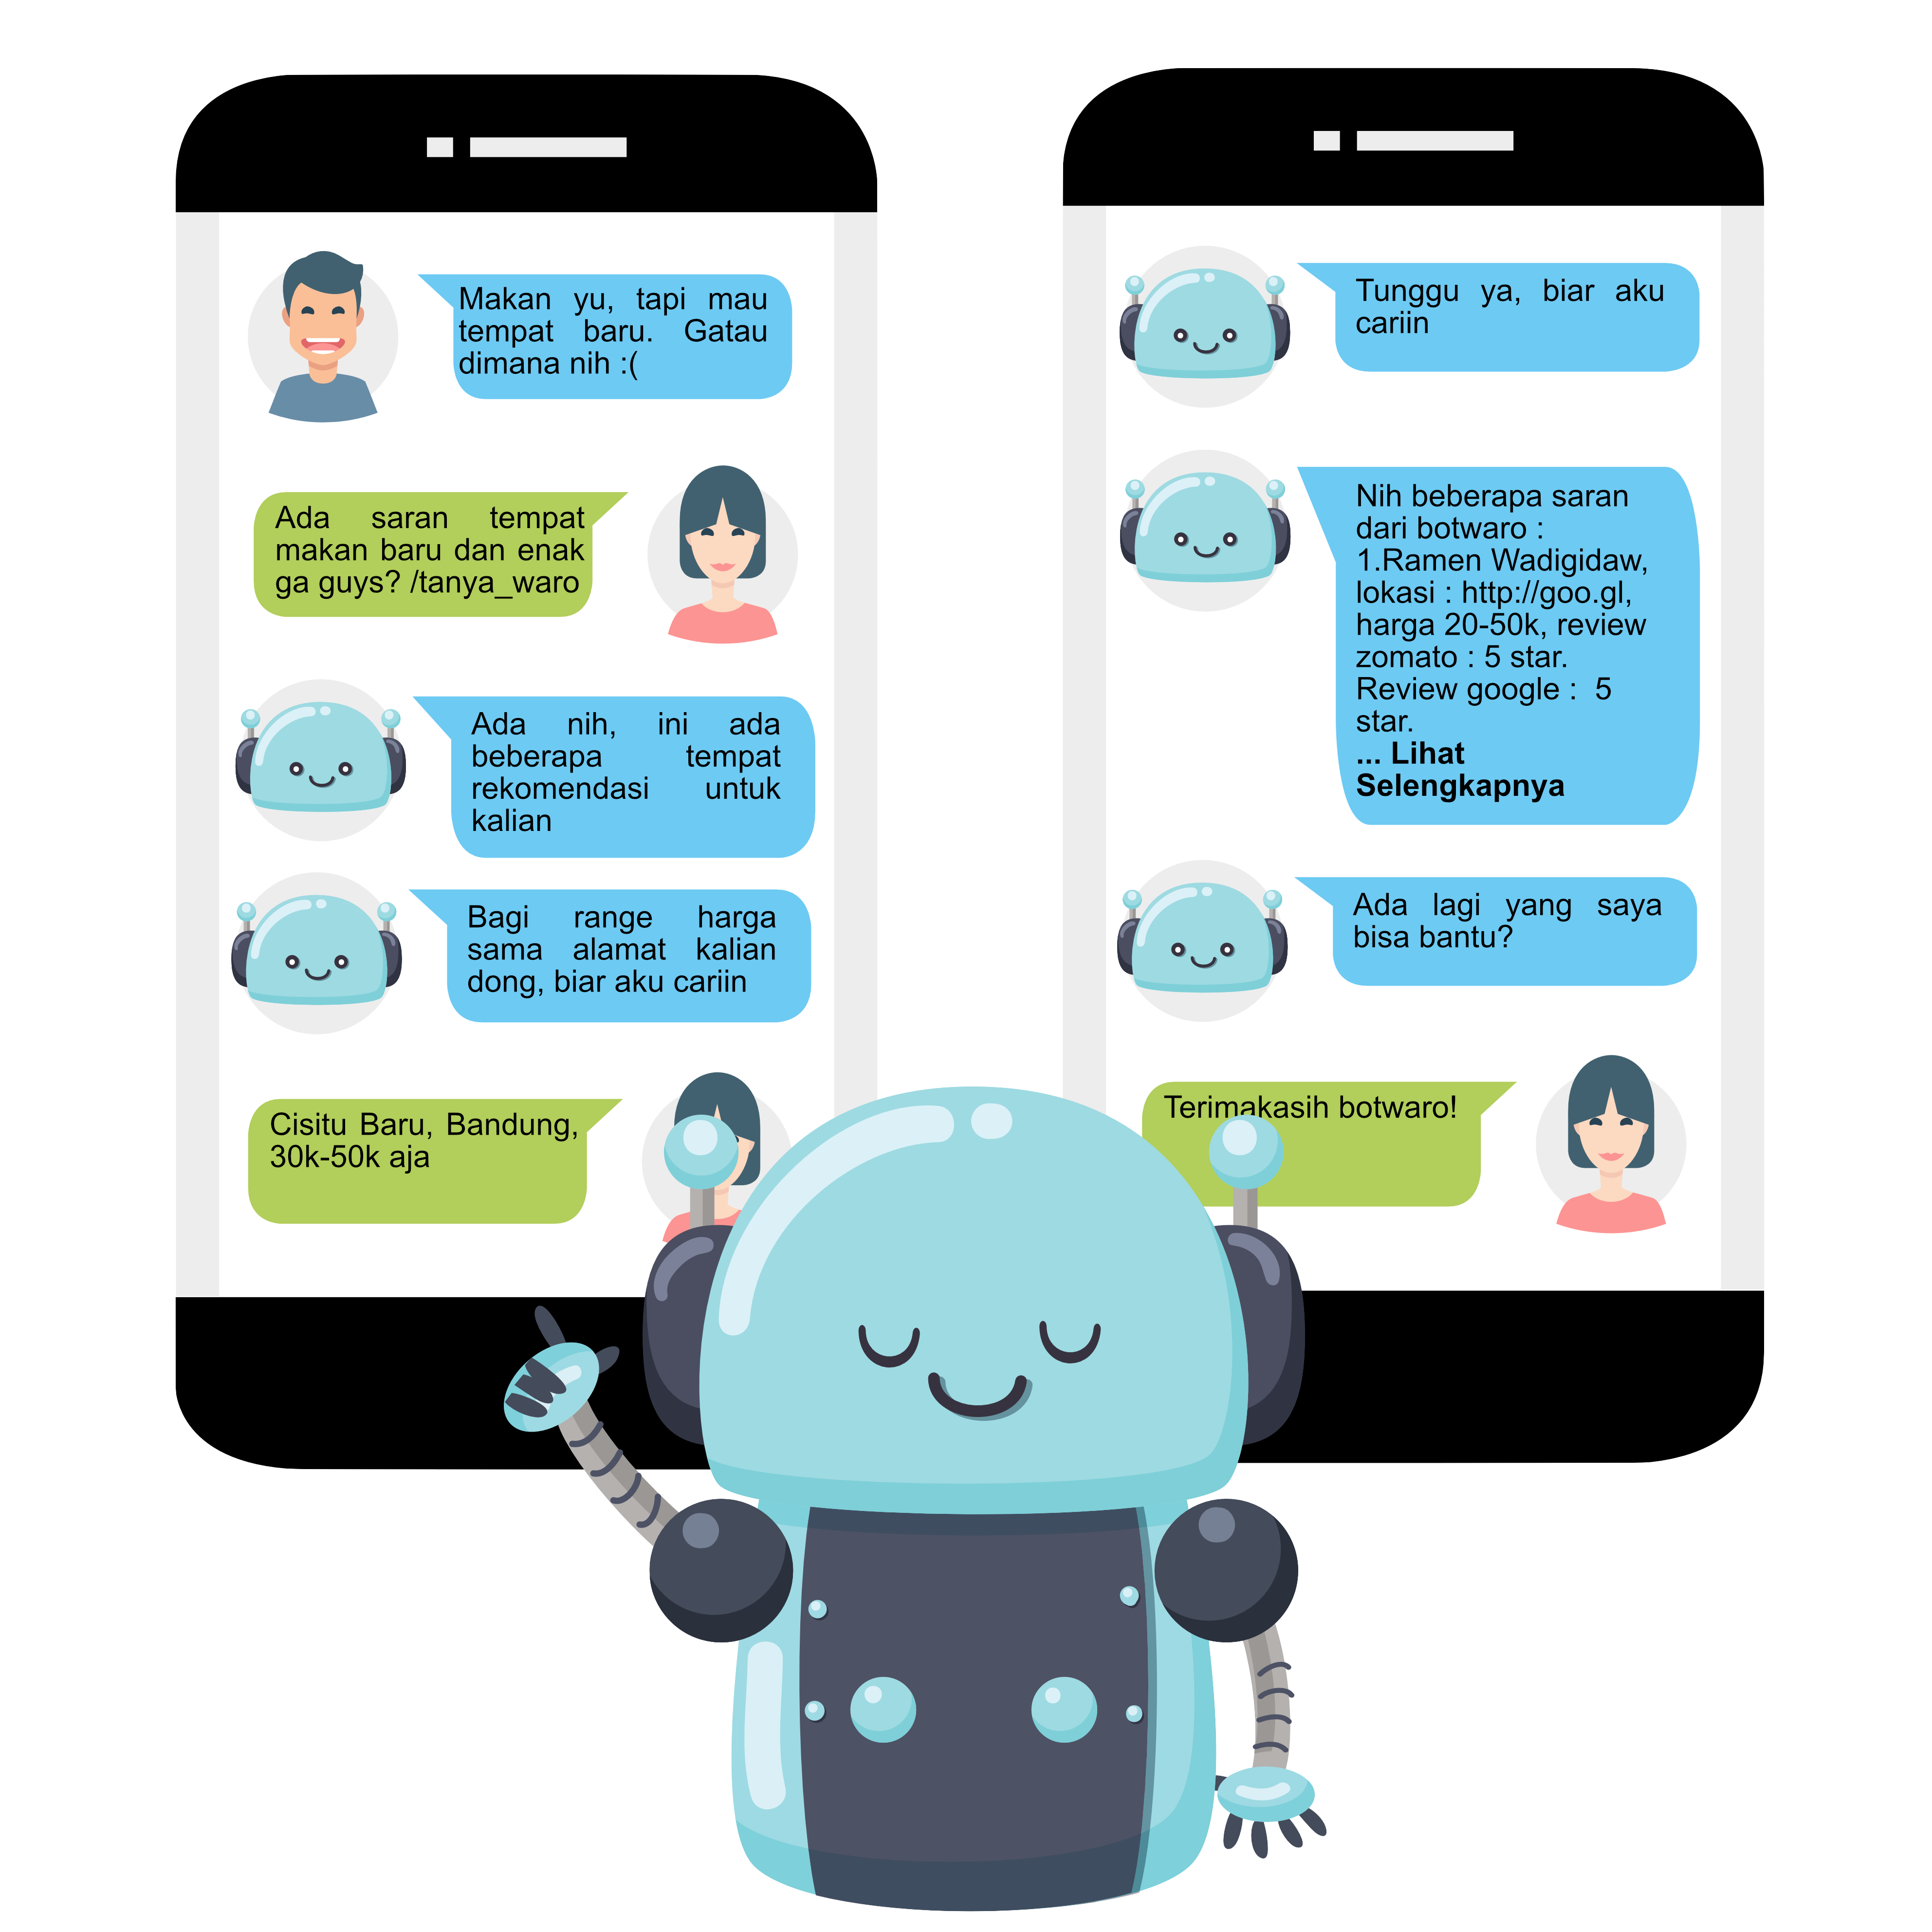 Makan yu, tapi mau
tempat baru. Gatau
dimana nih :(
Ada saran tempat
makan baru dan enak
ga guys? /tanya_waro
Ada nih, ini ada
beberapa tempat
rekomendasi untuk
kalian
Bagi range harga
sama alamat kalian
dong, biar aku cariin
Cisitu Baru, Bandung,
30k-50k aja
Tunggu ya, biar aku
cariin
Nih beberapa saran
dari botwaro :
1.Ramen Wadigidaw,
lokasi : http://goo.gl,
harga 20-50k, review
zomato : 5 star.
Review google : 5
star.
... Lihat
Selengkapnya
Ada lagi yang saya
bisa bantu?
Terimakasih botwaro!